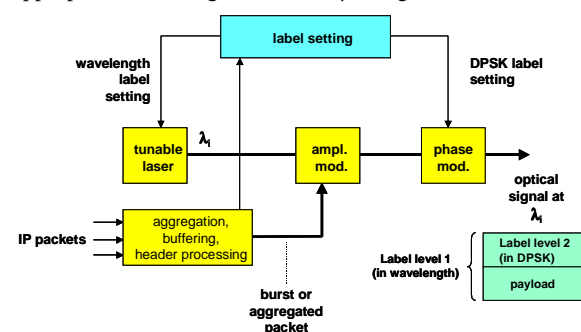 label setting
wavelength
label
setting
DPSK label
setting
tunable
laser
λi
ampl.
mod.
phase
mod.
optical
signal at
λi
IP packets
aggregation,
buffering,
header processing
burst or
aggregated
packet
Label level 1
(in wavelength)
Label level 2
(in DPSK)
payload